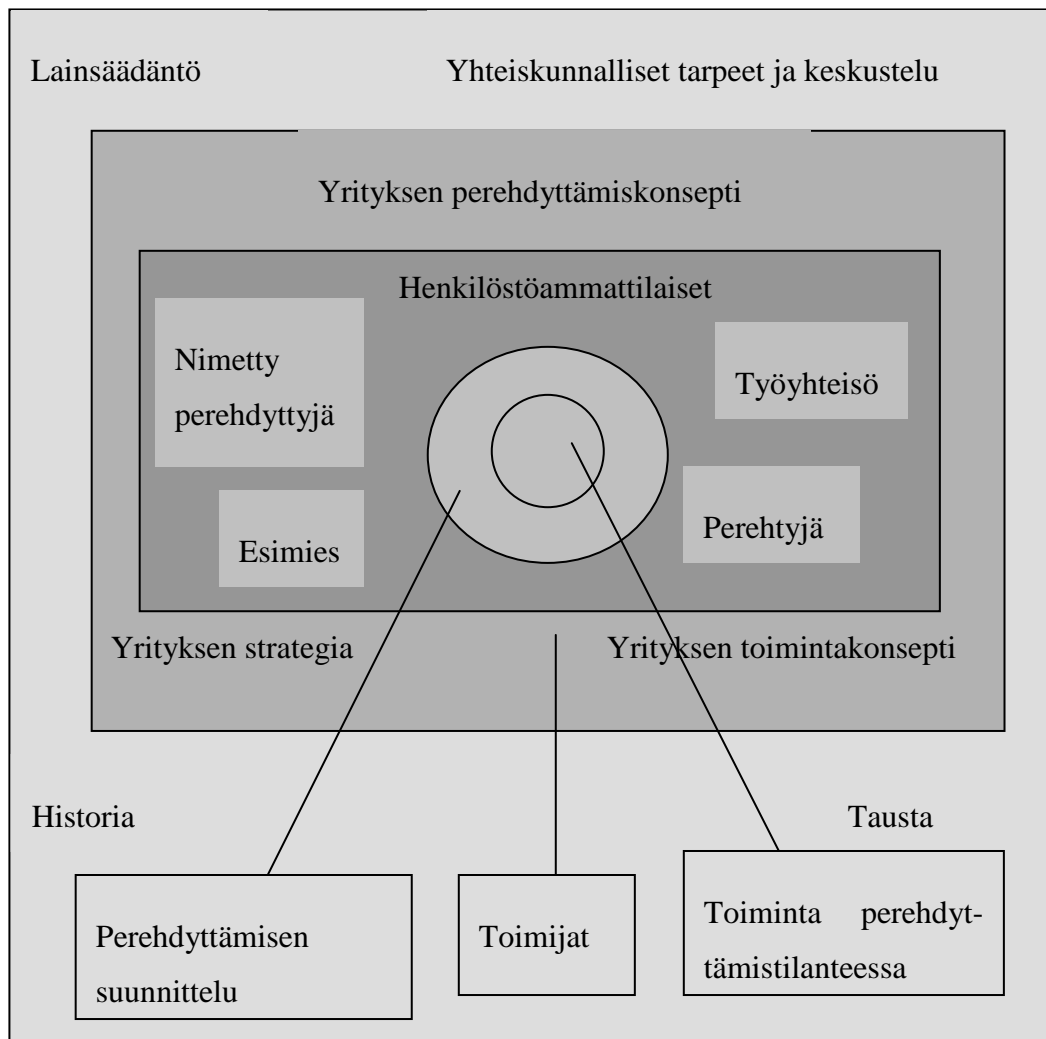 Lainsäädäntö Yhteiskunnalliset tarpeet ja keskustelu
Yrityksen perehdyttämiskonsepti
Henkilöstöammattilaiset
Nimetty
perehdyttyjä
Työyhteisö
Esimies
Perehtyjä
Yrityksen strategia Yrityksen toimintakonsepti
Historia Tausta
Perehdyttämisen
suunnittelu
Toimijat
Toiminta perehdyt-
tämistilanteessa